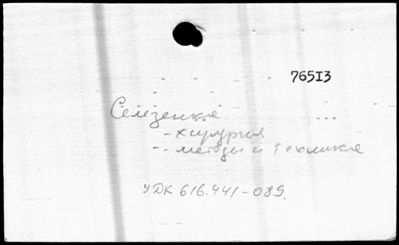 76513
Селезенка ...
- хирургия
- методы и техника
УДК 616.441-089.